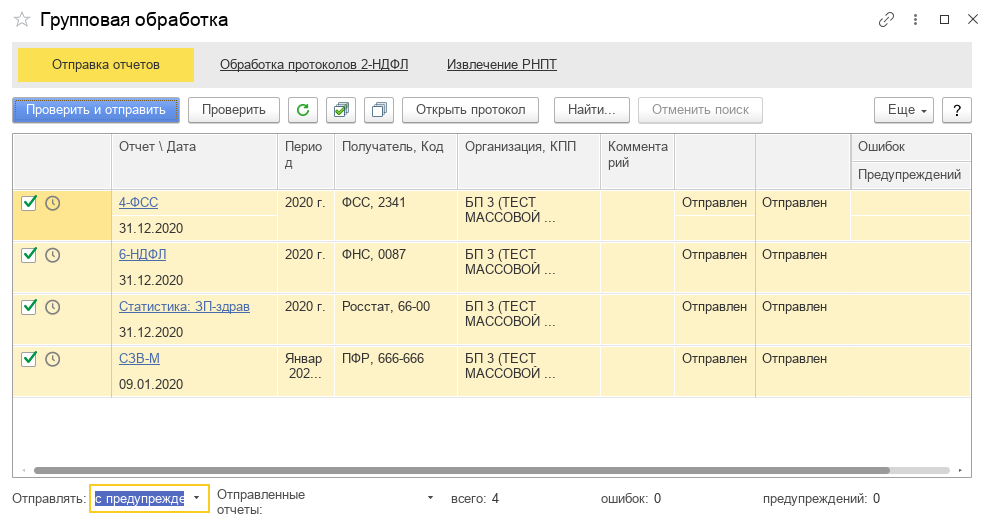 Групповая обработка
Отправка отчетов Обработка протоколов 2-НДФЛ Извлечение РНПТ
Проверить и отправить Проверить Открыть протокол Найти... Отменить поиск Еще ?
Отчет \ Дата Перио Получатель, Код Организация, КПП Коммента Ошибок
д арий Предупреждений
4-ФСС 2020 г. ФСС, 2341 БП 3 (ТЕСТ Отправлен Отправлен
МАССОВОЙ ...
31.12.2020
6-НДФЛ 2020 г. ФНС, 0087 БП 3 (ТЕСТ Отправлен Отправлен
МАССОВОЙ ...
31.12.2020
Статистика: ЗП-здрав 2020 г. Росстат, 66-00 БП 3 (ТЕСТ Отправлен Отправлен
МАССОВОЙ ...
31.12.2020
СЗВ-М Январ ПФР, 666-666 БП 3 (ТЕСТ Отправлен Отправлен
202... МАССОВОЙ ...
09.01.2020
Отправлять: с предупрежде Отправленные всего: 4 ошибок: 0 предупреждений: 0
отчеты: